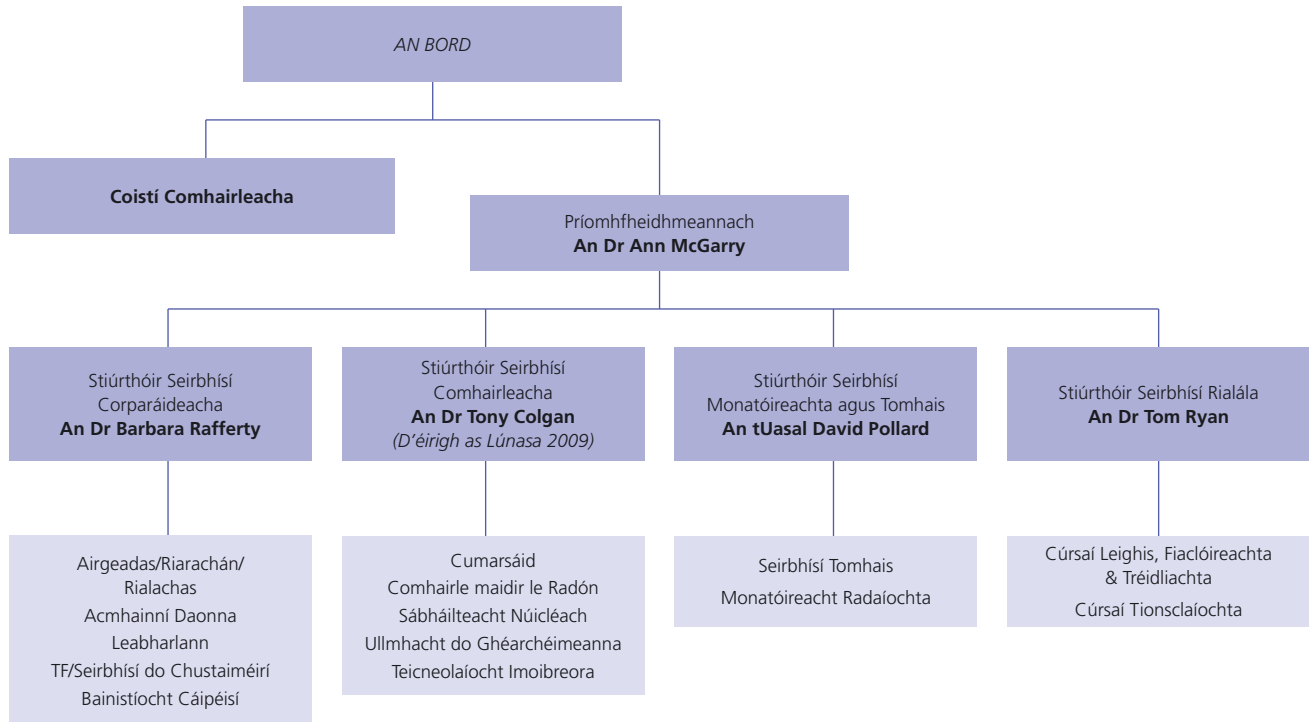 AN BORD
Coistí Comhairleacha
Príomhfheidhmeannach
An Dr Ann McGarry
Stiúrthóir Seirbhísí
Corparáideacha
An Dr Barbara Rafferty
Stiúrthóir Seirbhísí
Comhairleacha
An Dr Tony Colgan
(D'éirigh as Lúnasa 2009)
Stiúrthóir Seirbhísí
Monatóireachta agus Tomhais
An tUasal David Pollard
Stiúrthóir Seirbhísí Rialála
An Dr Tom Ryan
Airgeadas/Riarachán/
Rialachas
Acmhainní Daonna
Leabharlann
TF/Seirbhísí do Chustaiméirí
Bainistíocht Cáipéisí
Cumarsáid
Comhairle maidir le Radón
Sábháilteacht Núicléach
Ullmhacht do Ghéarchéimeanna
Teicneolaíocht Imoibreora
Seirbhísí Tomhais
Monatóireacht Radaíochta
Cúrsaí Leighis, Fiaclóireachta
& Tréidliachta
Cúrsaí Tionsclaíochta